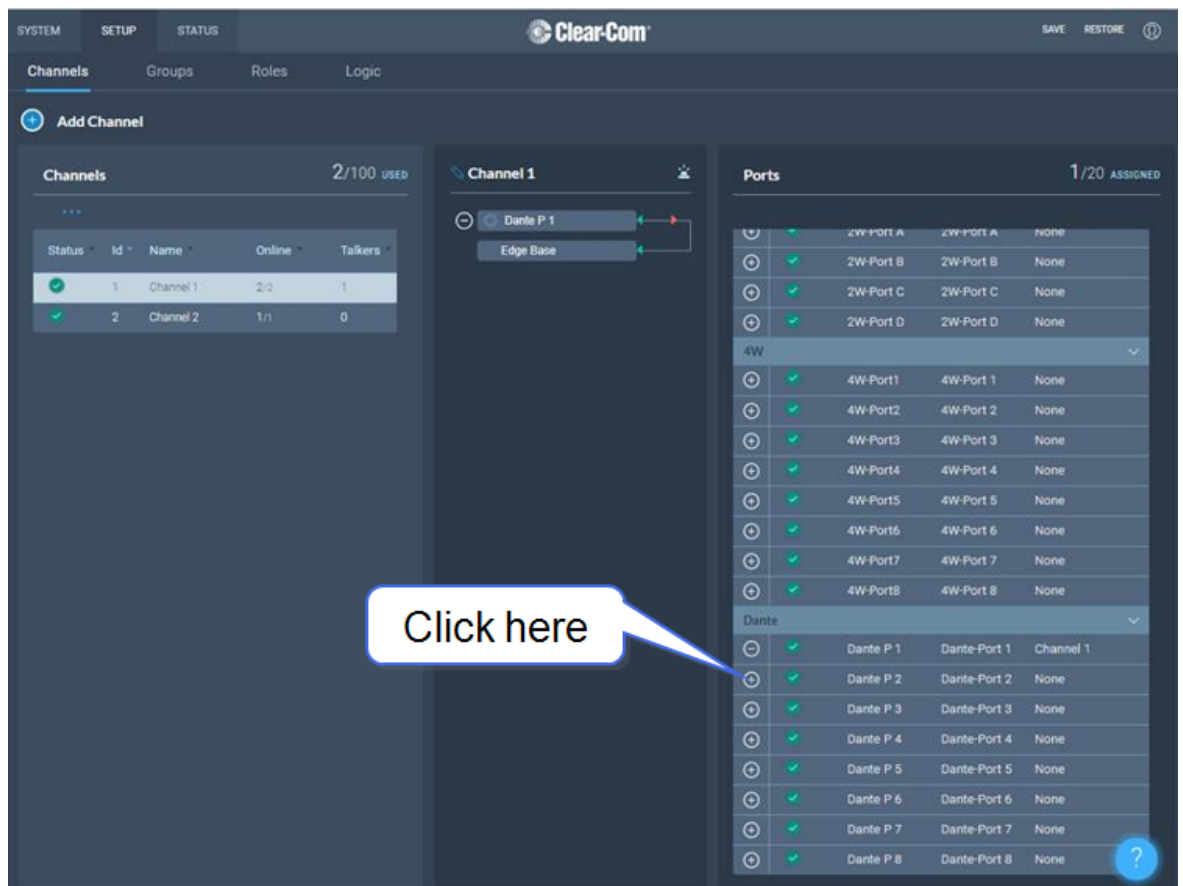 SYSTEM SETUP STATUS Clear-Com® SAVE RESTORE
Channels Groups Roles Logic
Add Channel
Channels 2/100 USED
...
Status Id Name Online Talkers
1 Channel 1 2/2 1
2 Channel 2 1/1 0
Channel 1
Dante P 1
Edge Base
Ports 1/20 ASSIGNED
2W-Port A 2W-Port A None
2W-Port B 2W-Port B None
2W-Port C 2W-Port C None
2W-Port D 2W-Port D None
4W
4W-Port1 4W-Port 1 None
4W-Port2 4W-Port 2 None
4W-Port3 4W-Port 3 None
4W-Port4 4W-Port 4 None
4W-Port5 4W-Port 5 None
4W-Port6 4W-Port 6 None
4W-Port7 4W-Port 7 None
4W-Port8 4W-Port 8 None
Dante
Dante P 1 Dante-Port 1 Channel 1
Dante P 2 Dante-Port 2 None
Dante P 3 Dante-Port 3 None
Dante P 4 Dante-Port 4 None
Dante P 5 Dante-Port 5 None
Dante P 6 Dante-Port 6 None
Dante P 7 Dante-Port 7 None
Dante P 8 Dante-Port 8 None
Click here
?